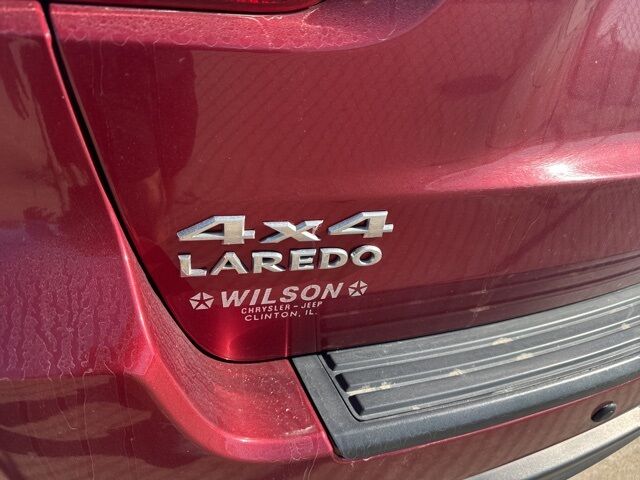 4x4
LAREDO
WILSON
CHRYSLER - JEEP
CLINTON, IL.